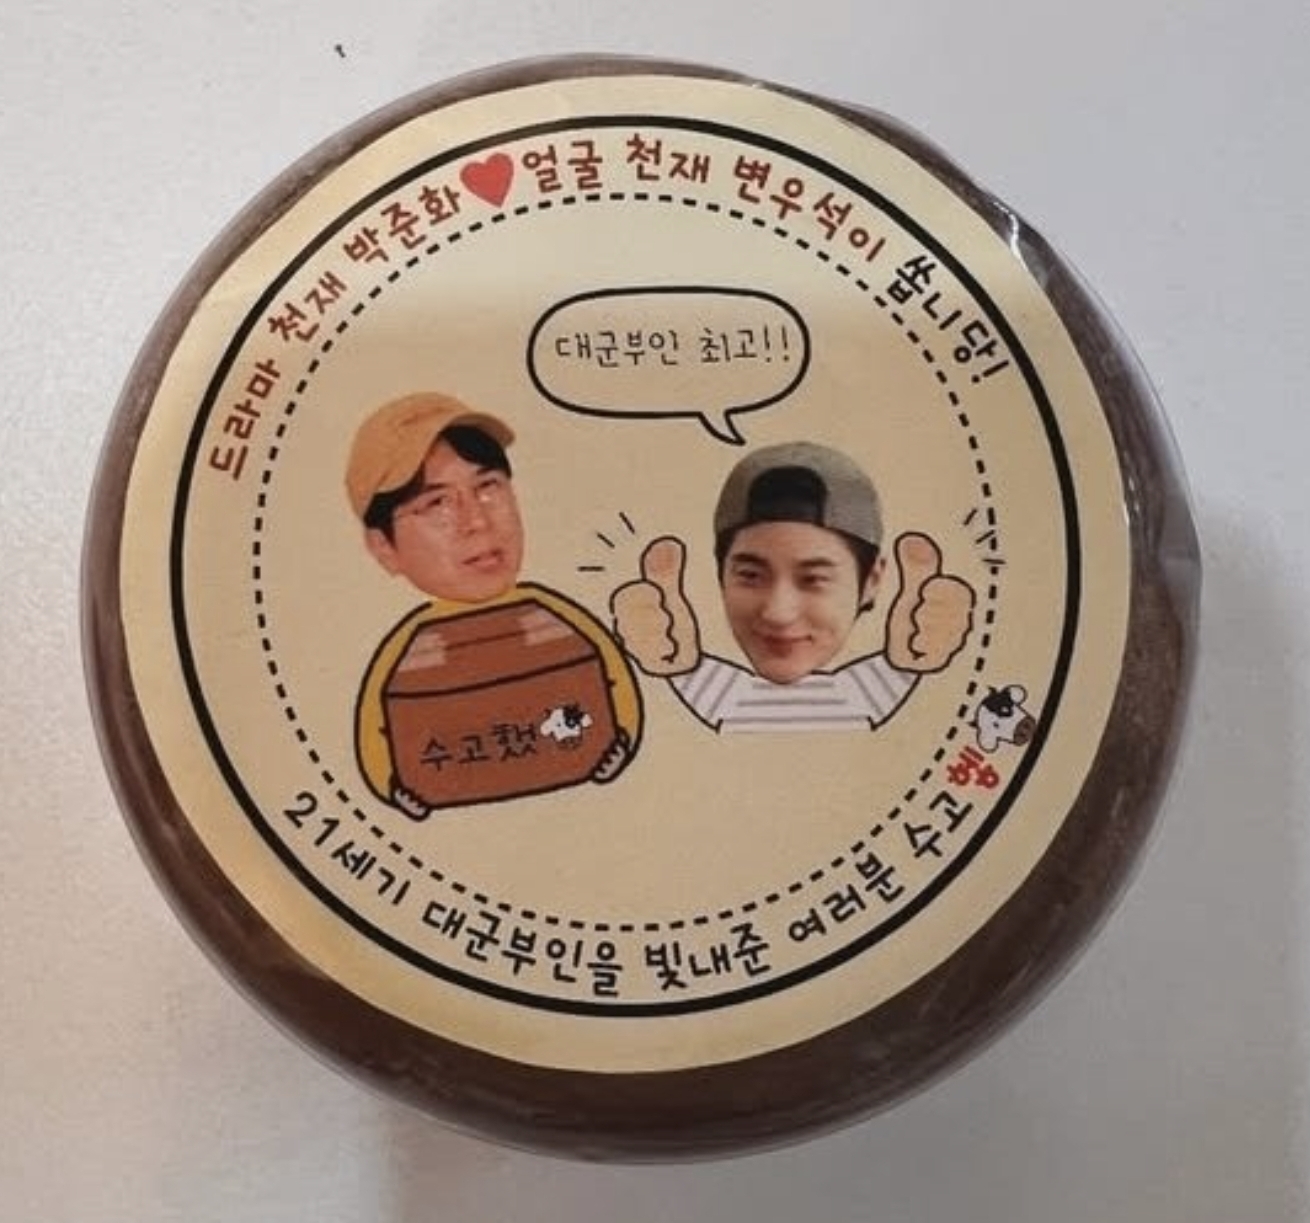 드라마 천재 박준화♥얼굴 천재 변우석이 쏩니당!
대군부인 최고!!
수고했
21세기 대군부인을 빛내준 여러분 수고